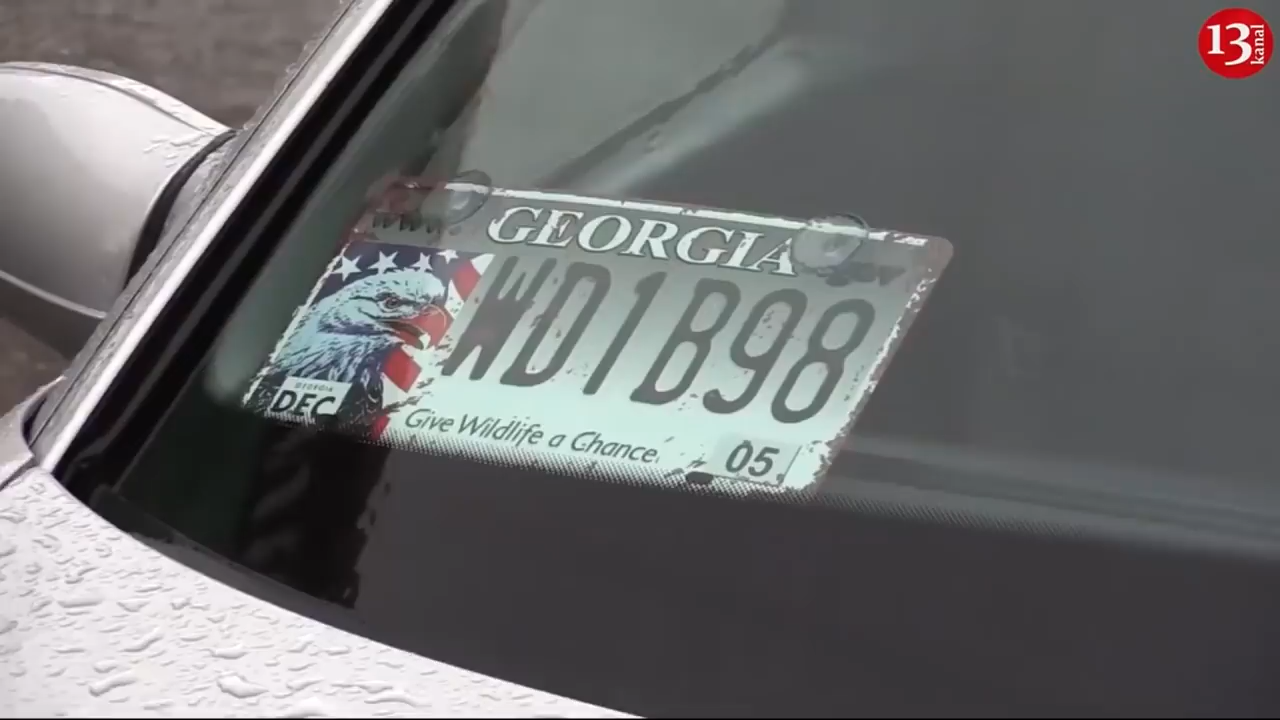 13
kanal
GEORGIA
WD1B98
GEORGIA
DEC
Give Wildlife a Chance
05